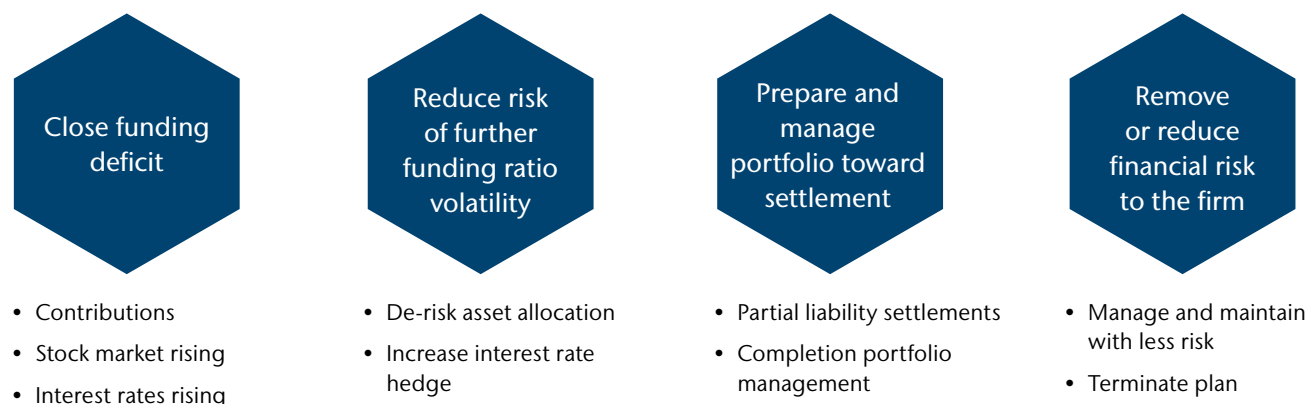 Close funding
deficit
• Contributions
• Stock market rising
• Interest rates rising
Reduce risk
of further
funding ratio
volatility
• De-risk asset allocation
• Increase interest rate
hedge
Prepare and
manage
portfolio toward
settlement
• Partial liability settlements
• Completion portfolio
management
Remove
or reduce
financial risk
to the firm
• Manage and maintain
with less risk
• Terminate plan